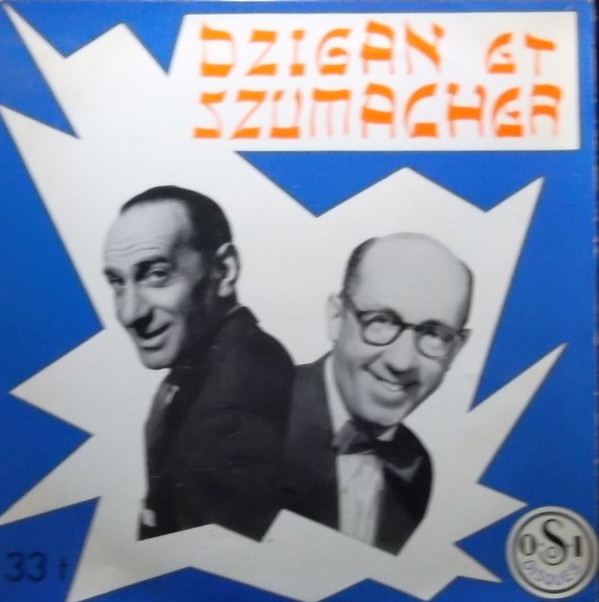 DZIGAN ET
SZUMACHER
33 t
OSI
DISQUES